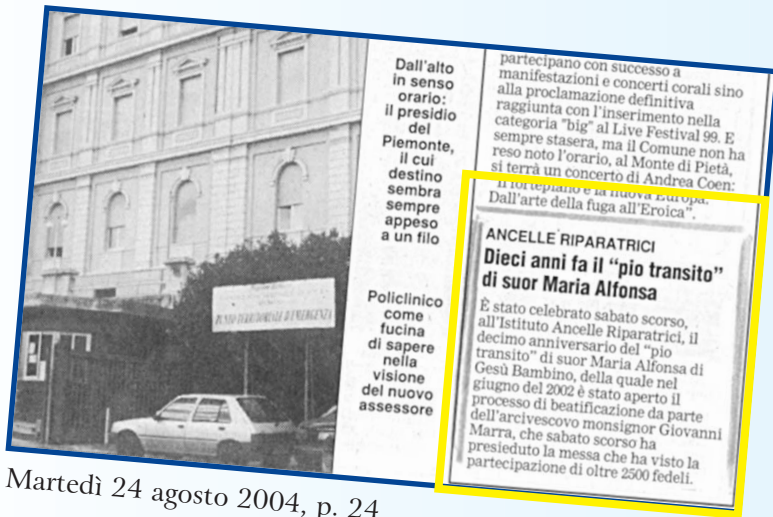 Dall'alto
in senso
orario:
il presidio
del
Piemonte,
il cui
destino
sembra
sempre
appeso
a un filo
Policlinico
come
fucina
di sapere
nella
visione
del nuovo
assessore
partecipano con successo a
manifestazioni e concerti corali sino
alla proclamazione definitiva
raggiunta con l'inserimento nella
categoria "big" al Live Festival 99. E
sempre stasera, ma il Comune non ha
reso noto l'orario, al Monte di Pietà,
si terrà un concerto di Andrea Coen:
"Il fortepiano e la nuova Europa.
Dall'arte della fuga all'Eroica".
ANCELLE RIPARATRICI
Dieci anni fa il “pio transito”
di suor Maria Alfonsa
È stato celebrato sabato scorso,
all'Istituto Ancelle Riparatrici, il
decimo anniversario del “pio
transito” di suor Maria Alfonsa di
Gesù Bambino, della quale nel
giugno del 2002 è stato aperto il
processo di beatificazione da parte
dell'arcivescovo monsignor Giovanni
Marra, che sabato scorso ha
presieduto la messa che ha visto la
partecipazione di oltre 2500 fedeli.
PUNTO TERRITORIALE D'EMERGENZA
Martedì 24 agosto 2004, p. 24